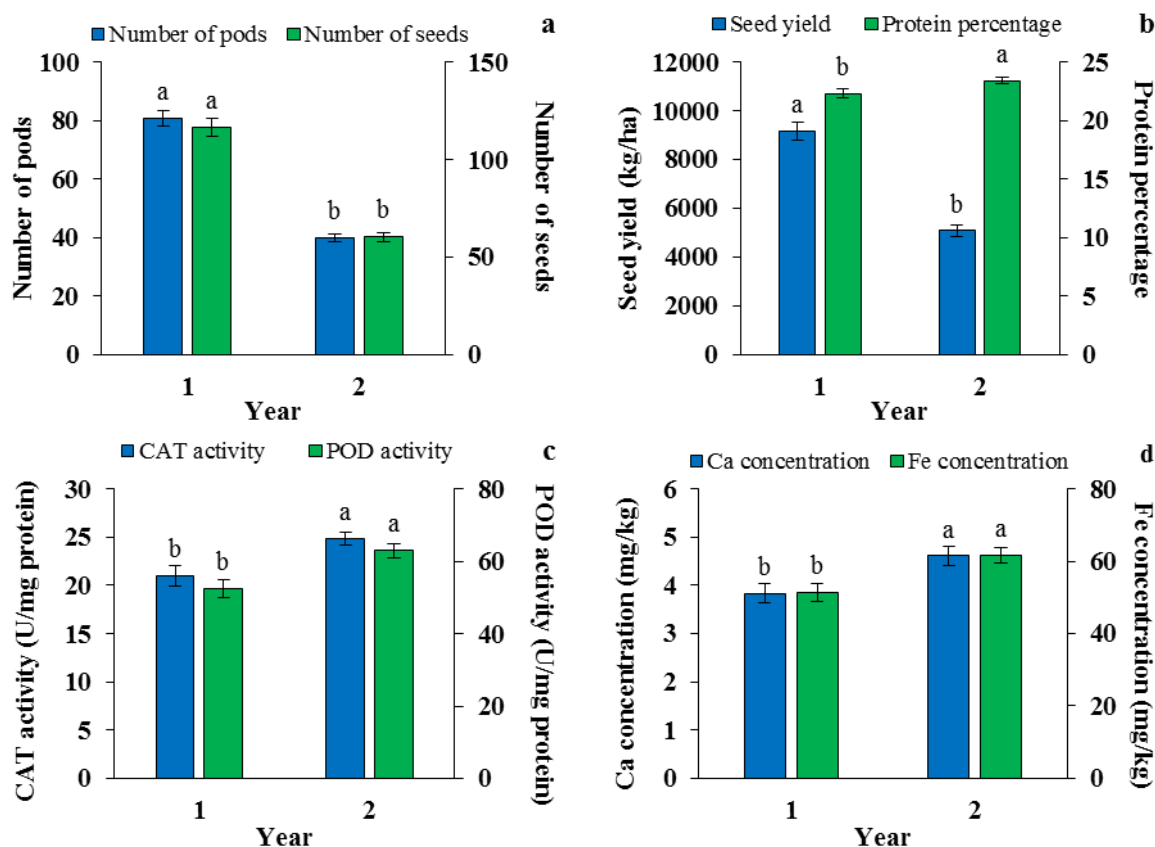 Number of pods Number of seeds a
Number of pods
100
80
60
40
20
0
a a
b b
150
100
50
0
Number of seeds
1 2
Year
Seed yield Protein percentage b
Seed yield (kg/ha)
12000
10000
8000
6000
4000
2000
0
a b
b a
25
20
15
10
5
0
Protein percentage
1 2
Year
CAT activity POD activity c
CAT activity (U/mg protein)
30
25
20
15
10
5
0
b b
a a
80
60
40
20
0
POD activity (U/mg protein)
1 2
Year
Ca concentration Fe concentration d
Ca concentration (mg/kg)
6
5
4
3
2
1
0
b b
a a
80
60
40
20
0
Fe concentration (mg/kg)
1 2
Year